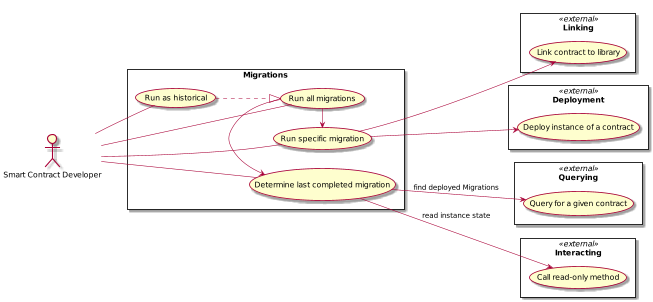 «external»
Linking
Link contract to library
Migrations
«external»
Deployment
Run as historical
Run all migrations
Deploy instance of a contract
Run specific migration
Smart Contract Developer
«external»
Querying
Determine last completed migration
find deployed Migrations
Query for a given contract
read instance state
«external»
Interacting
Call read-only method